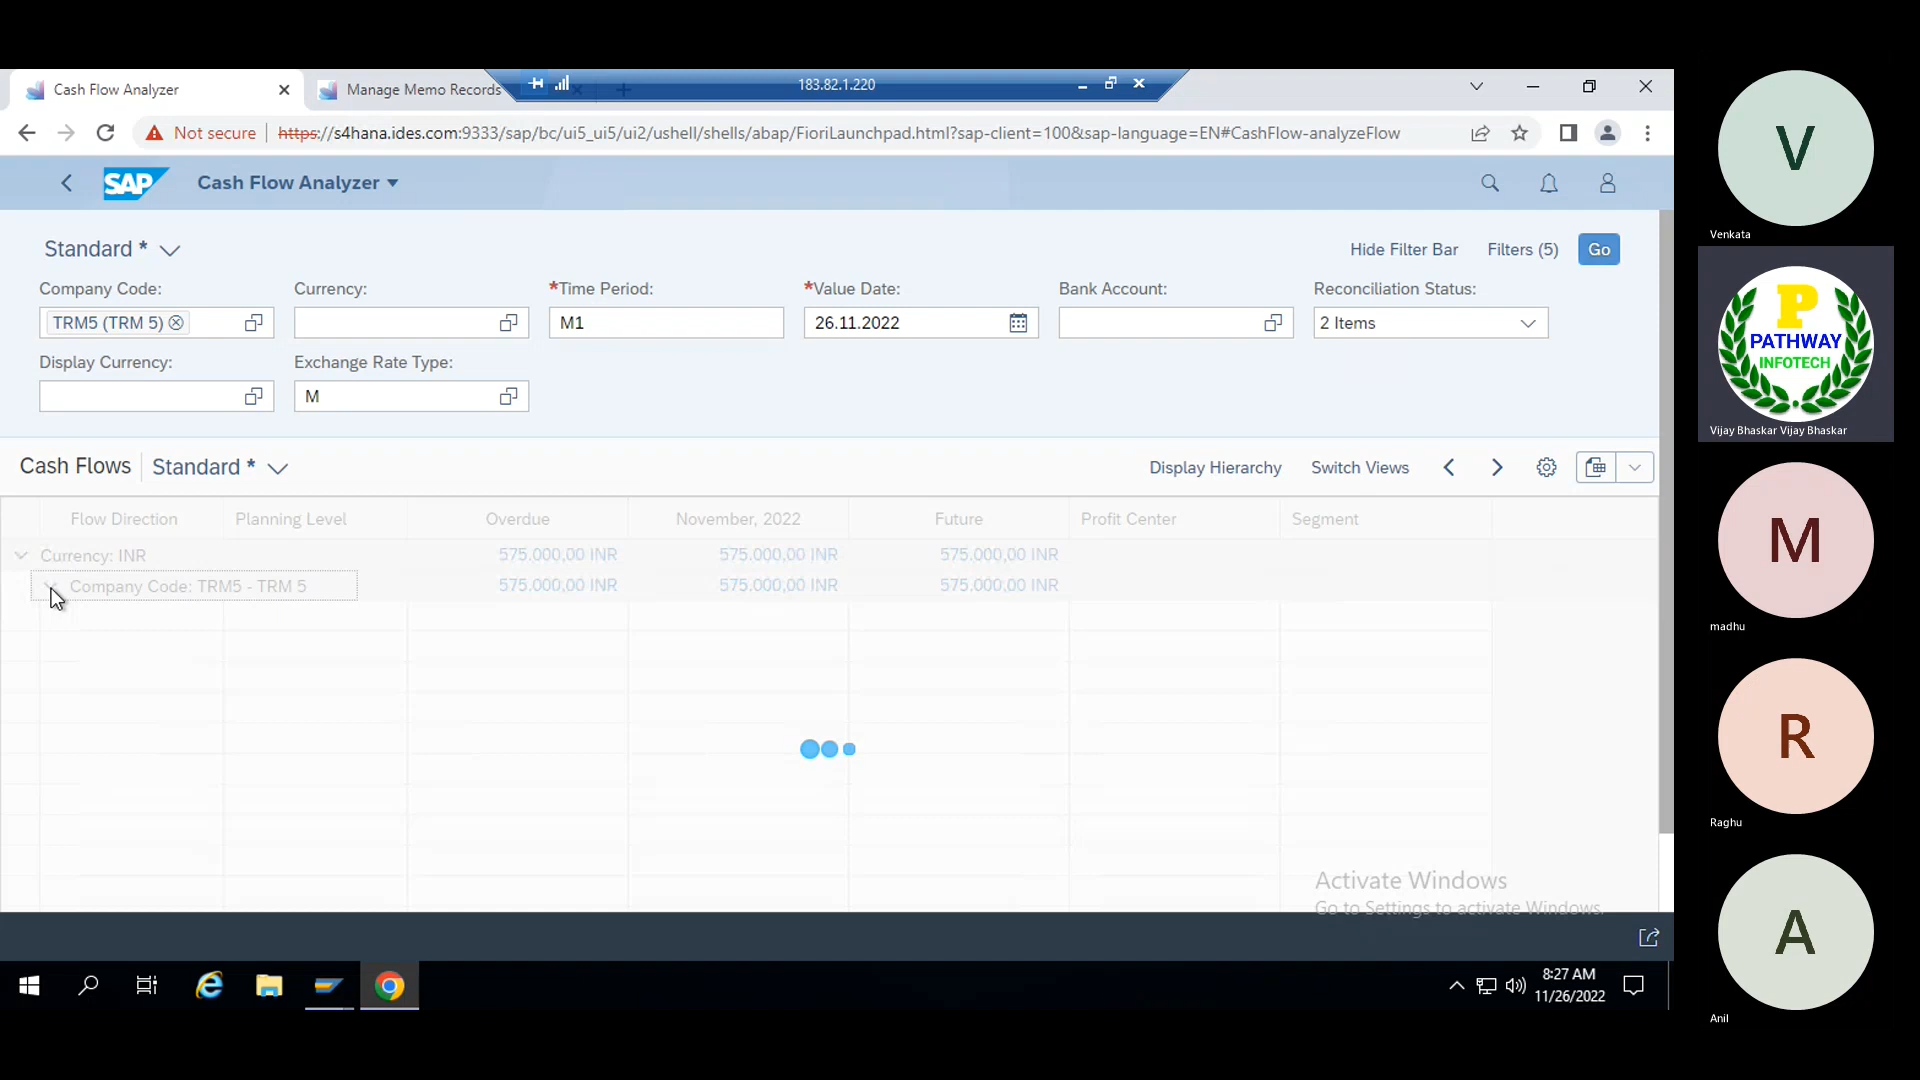 Cash Flow Analyzer
Manage Memo Records
183.82.1.220
Not secure
https://s4hana.ides.com:9333/sap/bc/ui5_ui5/ui2/ushell/shells/abap/FioriLaunchpad.html?sap-client=100&sap-language=EN#CashFlow-analyzeFlow
SAP Cash Flow Analyzer
Standard *
Hide Filter Bar Filters (5) Go
Company Code: Currency: *Time Period: *Value Date: Bank Account: Reconciliation Status:
TRM5 (TRM 5) M1 26.11.2022 2 Items
Display Currency: Exchange Rate Type:
M
Cash Flows Standard * Display Hierarchy Switch Views
Flow Direction Planning Level Overdue November, 2022 Future Profit Center Segment
Currency: INR 575.000,00 INR 575.000,00 INR 575.000,00 INR
Company Code: TRM5 - TRM 5 575.000,00 INR 575.000,00 INR 575.000,00 INR
Activate Windows
Go to Settings to activate Windows.
8:27 AM
11/26/2022
V
Venkata
P
PATHWAY
INFOTECH
Vijay Bhaskar Vijay Bhaskar
M
madhu
R
Raghu
A
Anil